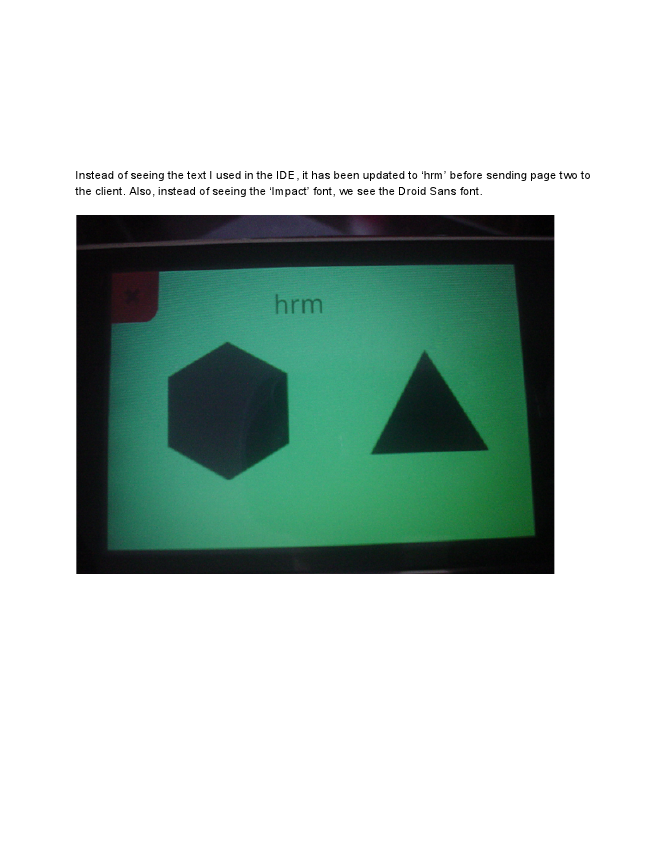 Instead of seeing the text I used in the IDE, it has been updated to ‘hrm’ before sending page two to
the client. Also, instead of seeing the ‘Impact’ font, we see the Droid Sans font.
hrm